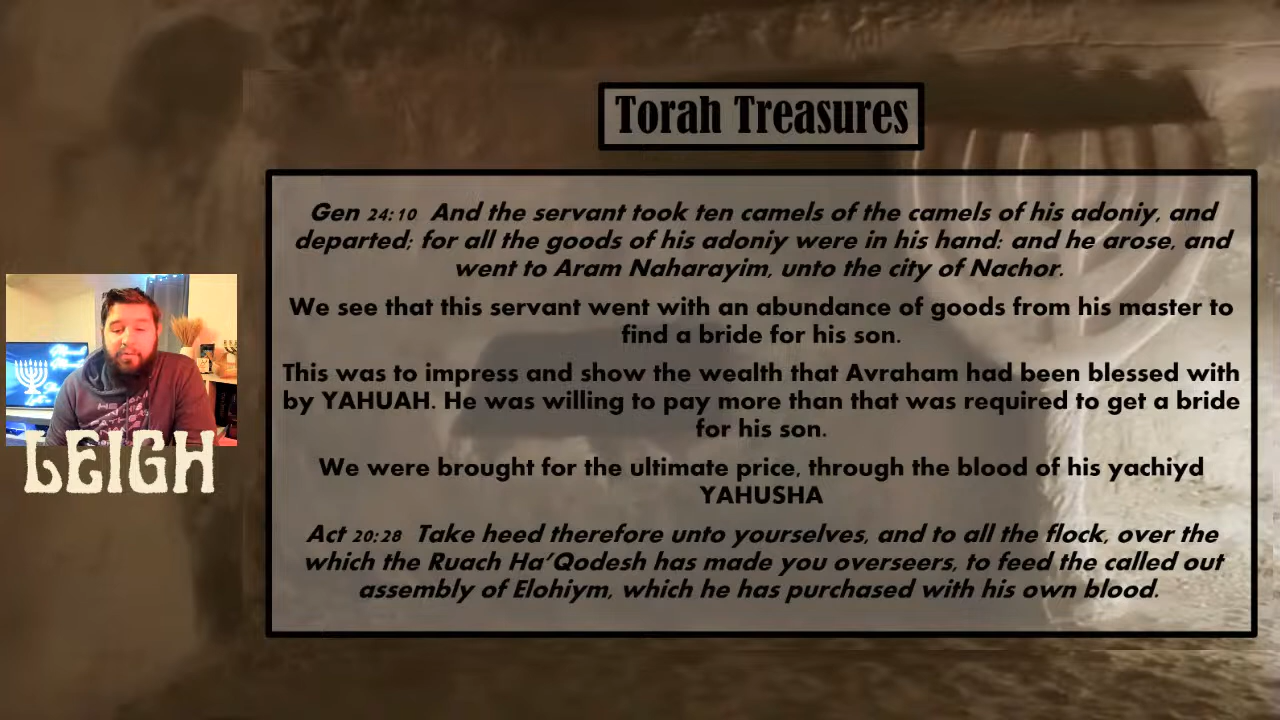 Torah Treasures
Gen 24:10 And the servant took ten camels of the camels of his adoniy, and
departed; for all the goods of his adoniy were in his hand: and he arose, and
went to Aram Naharayim, unto the city of Nachor.
We see that this servant went with an abundance of goods from his master to
find a bride for his son.
This was to impress and show the wealth that Avraham had been blessed with
by YAHUAH. He was willing to pay more than that was required to get a bride
for his son.
We were brought for the ultimate price, through the blood of his yachiyd
YAHUSHA
Act 20:28 Take heed therefore unto yourselves, and to all the flock, over the
which the Ruach Ha'Qodesh has made you overseers, to feed the called out
assembly of Elohiym, which he has purchased with his own blood.
LEIGH